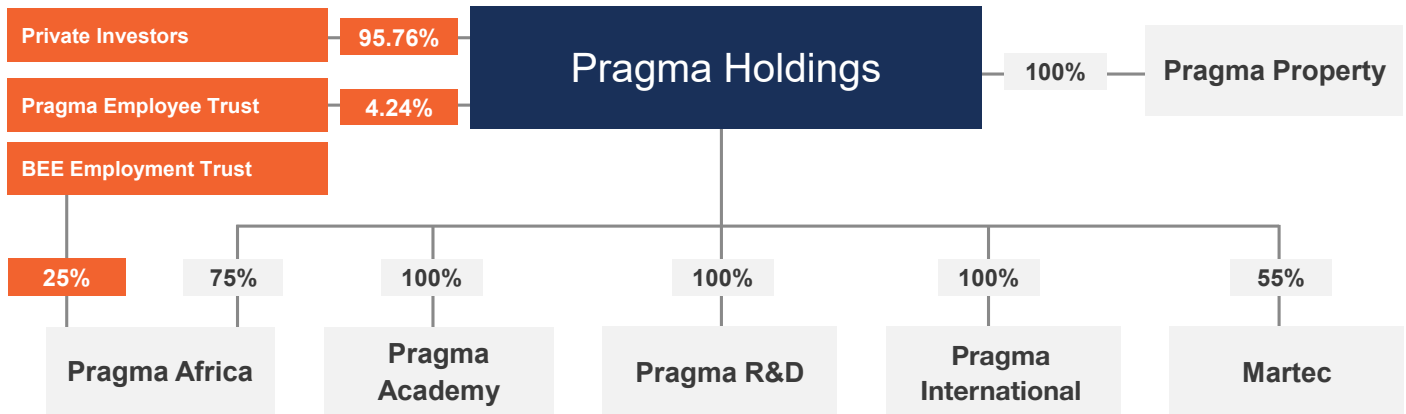 Private Investors
95.76%
Pragma Holdings
100%
Pragma Property
Pragma Employee Trust
4.24%
BEE Employment Trust
25%
75%
100%
100%
100%
55%
Pragma Africa
Pragma
Academy
Pragma R&D
Pragma
International
Martec